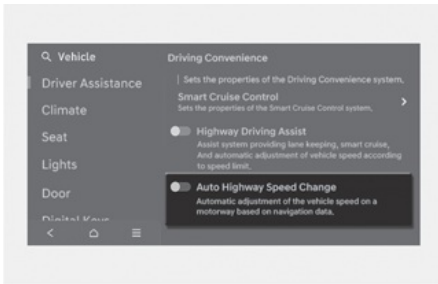 Vehicle
Driver Assistance
Climate
Seat
Lights
Door
Digital Keys
Driving Convenience
Sets the properties of the Driving Convenience system.
Smart Cruise Control
Sets the properties of the Smart Cruise Control system.
Highway Driving Assist
Assist system providing lane keeping, smart cruise,
And automatic adjustment of vehicle speed according
to speed limit.
Auto Highway Speed Change
Automatic adjustment of the vehicle speed on a
motorway based on navigation data.